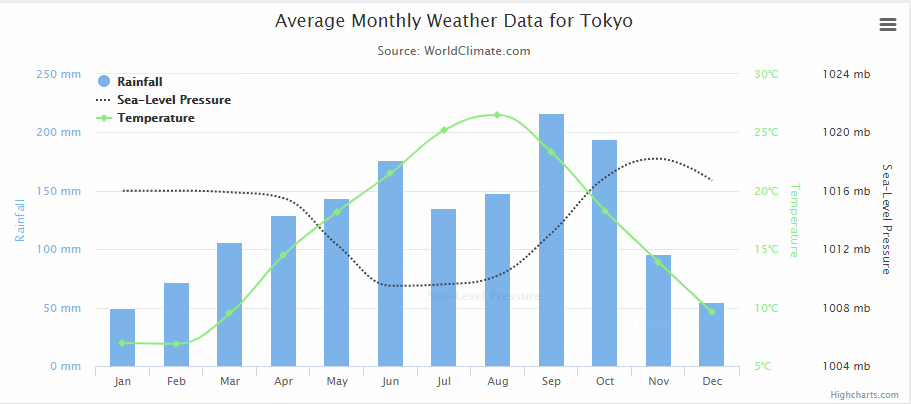 Average Monthly Weather Data for Tokyo
Source: WorldClimate.com
250 mm
200 mm
150 mm
100 mm
50 mm
0 mm
Rainfall
Rainfall
Sea-Level Pressure
Temperature
Sea-Level Pressure
Jan Feb Mar Apr May Jun Jul Aug Sep Oct Nov Dec
30°C
25°C
20°C
15°C
10°C
5°C
Temperature
1024 mb
1020 mb
1016 mb
1012 mb
1008 mb
1004 mb
Sea-Level Pressure
Highcharts.com